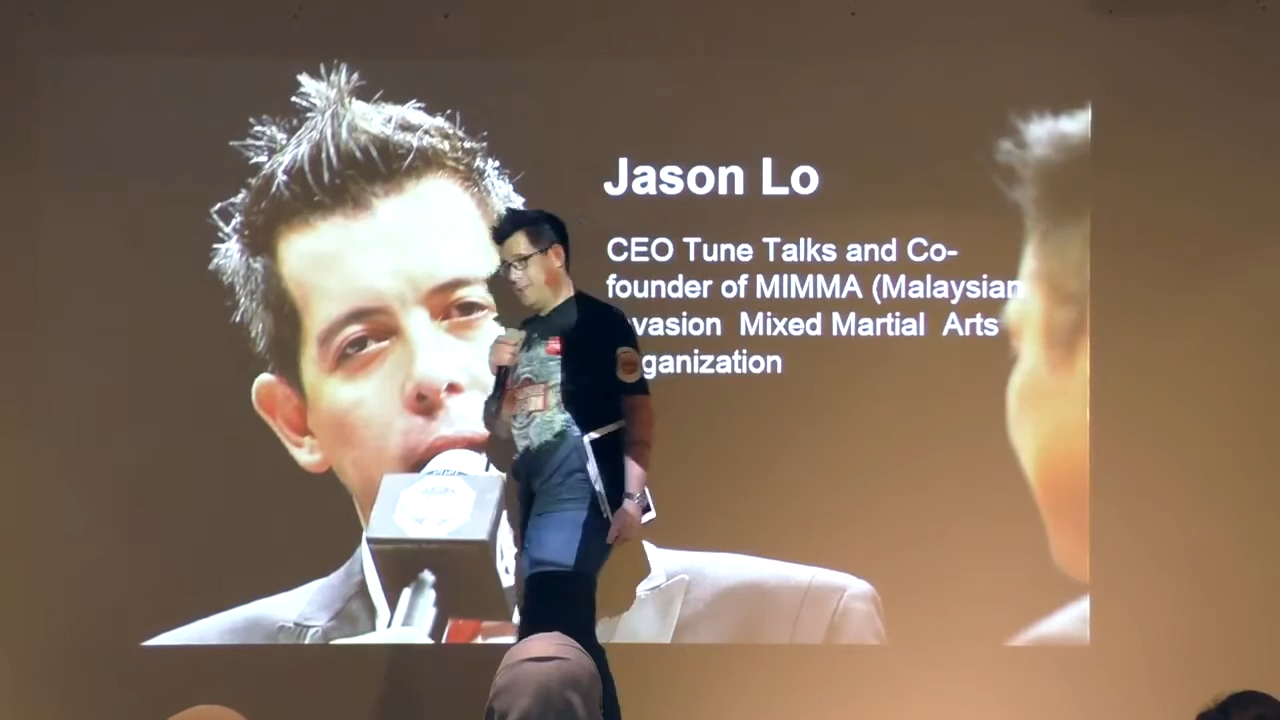 Jason Lo
CEO Tune Talks and Co-
founder of MIMMA (Malaysian
vasion Mixed Martial Arts
ganization